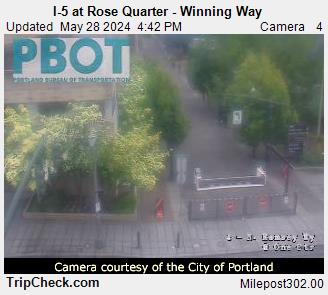 I-5 at Rose Quarter - Winning Way
Updated May 28 2024 4:42 PM Camera 4
PBOT
PORTLAND BUREAU OF TRANSPORTATION
Camera courtesy of the City of Portland
TripCheck.com Milepost302.00